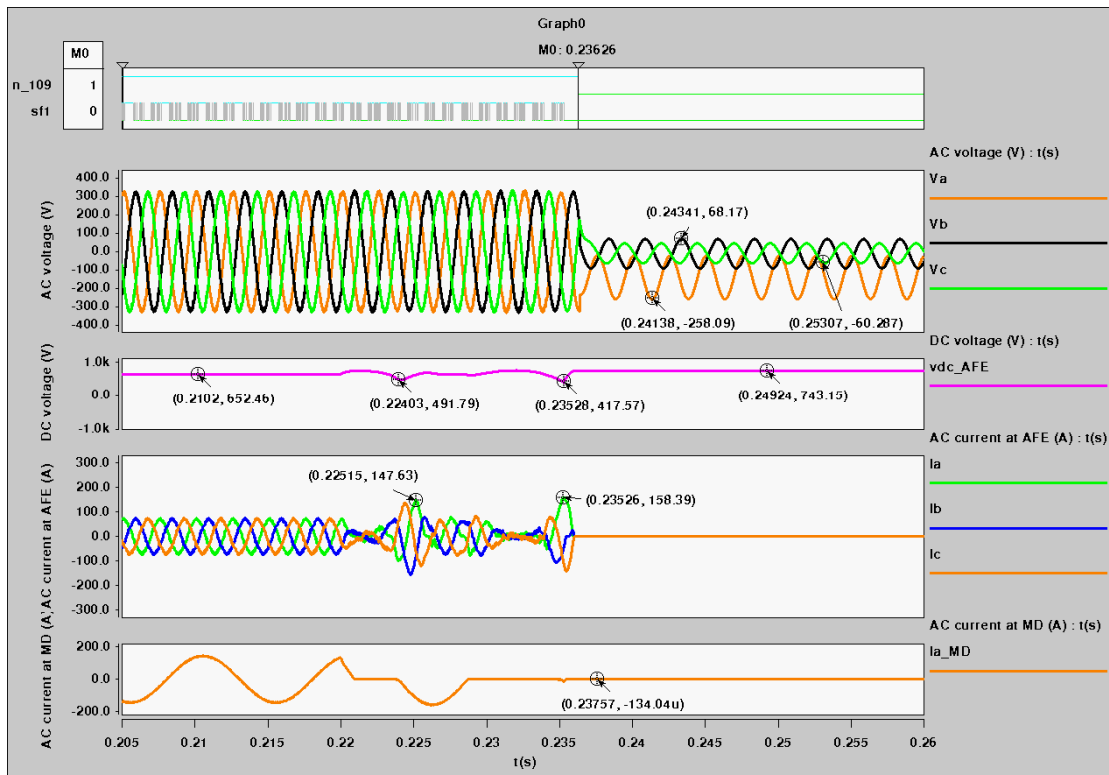 Graph0
M0
M0: 0.23626
n_109 1
sf1 0
AC voltage (V) : t(s)
Va
Vb
Vc
AC voltage (V)
400.0
300.0
200.0
100.0
0.0
-100.0
-200.0
-300.0
-400.0
(0.24341, 68.17)
(0.24138, -258.09)
(0.25307, -60.287)
DC voltage (V) : t(s)
vdc_AFE
DC voltage (V)
1.0k
0.0
-1.0k
(0.2102, 652.46)
(0.22403, 491.79)
(0.23528, 417.57)
(0.24924, 743.15)
AC current at AFE (A) : t(s)
Ia
Ib
Ic
AC current at AFE (A)
300.0
200.0
100.0
0.0
-100.0
-200.0
-300.0
(0.22515, 147.63)
(0.23526, 158.39)
AC current at MD (A) : t(s)
Ia_MD
AC current at MD (A)
200.0
0.0
-200.0
(0.23757, -134.04u)
0.205 0.21 0.215 0.22 0.225 0.23 0.235 0.24 0.245 0.25 0.255 0.26
t(s)